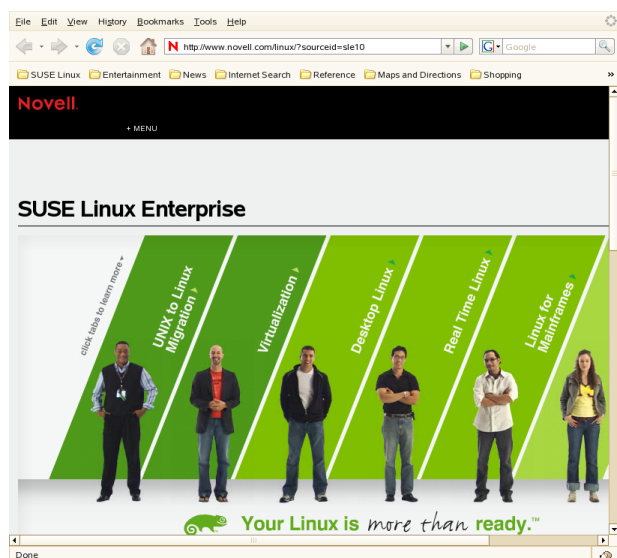 File Edit View History Bookmarks Tools Help
N http://www.novell.com/linux/?sourceid=sle10 G Google
SUSE Linux Entertainment News Internet Search Reference Maps and Directions Shopping »
Novell.
+ MENU
SUSE Linux Enterprise
click tabs to learn more
UNIX to Linux
Migration
Virtualization
Desktop Linux
Real Time Linux
Linux for
Mainframes
Your Linux is more than ready.™
Done